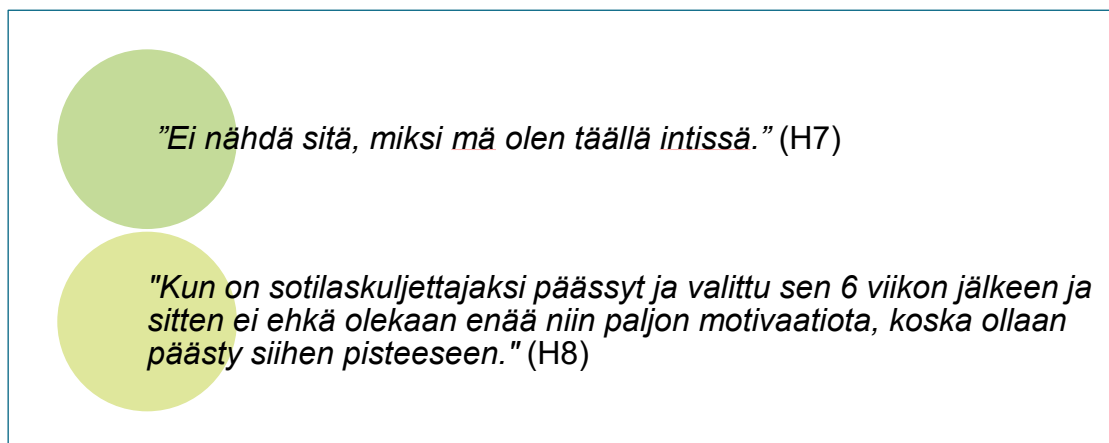 ”Ei nähdä sitä, miksi mä olen täällä intissä.” (H7)
"Kun on sotilaskuljettajaksi päässyt ja valittu sen 6 viikon jälkeen ja
sitten ei ehkä olekaan enää niin paljon motivaatiota, koska ollaan
päästy siihen pisteeseen." (H8)